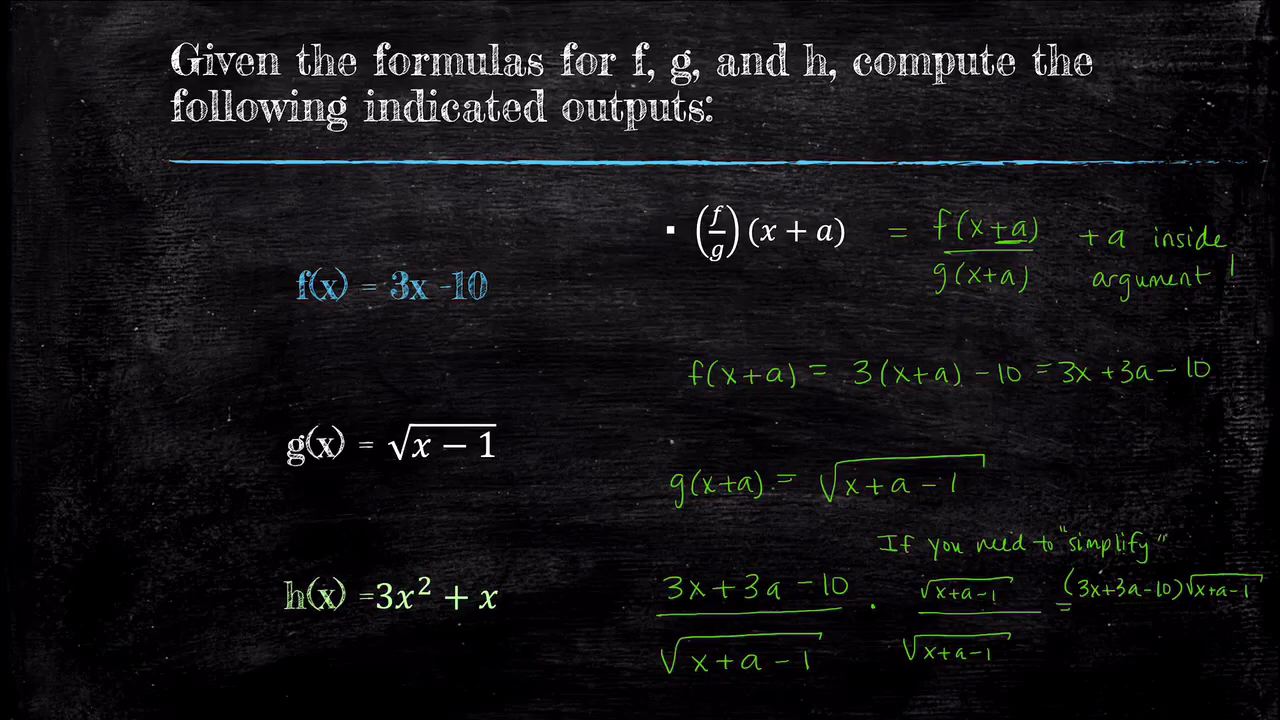 Given the formulas for f, g, and h, compute the
following indicated outputs:
f(x) = 3x -10
g(x) = √(x − 1)
h(x) =3x² + x
▪ (f/g)(x + a) = f(x+a)/g(x+a) +a inside
argument!
f(x+a) = 3(x+a) - 10 = 3x +3a - 10
g(x+a) = √(x+a-1)
If you need to "simplify"
(3x+3a-10)/√(x+a-1) · √(x+a-1)/√(x+a-1) = (3x+3a-10)√(x+a-1)